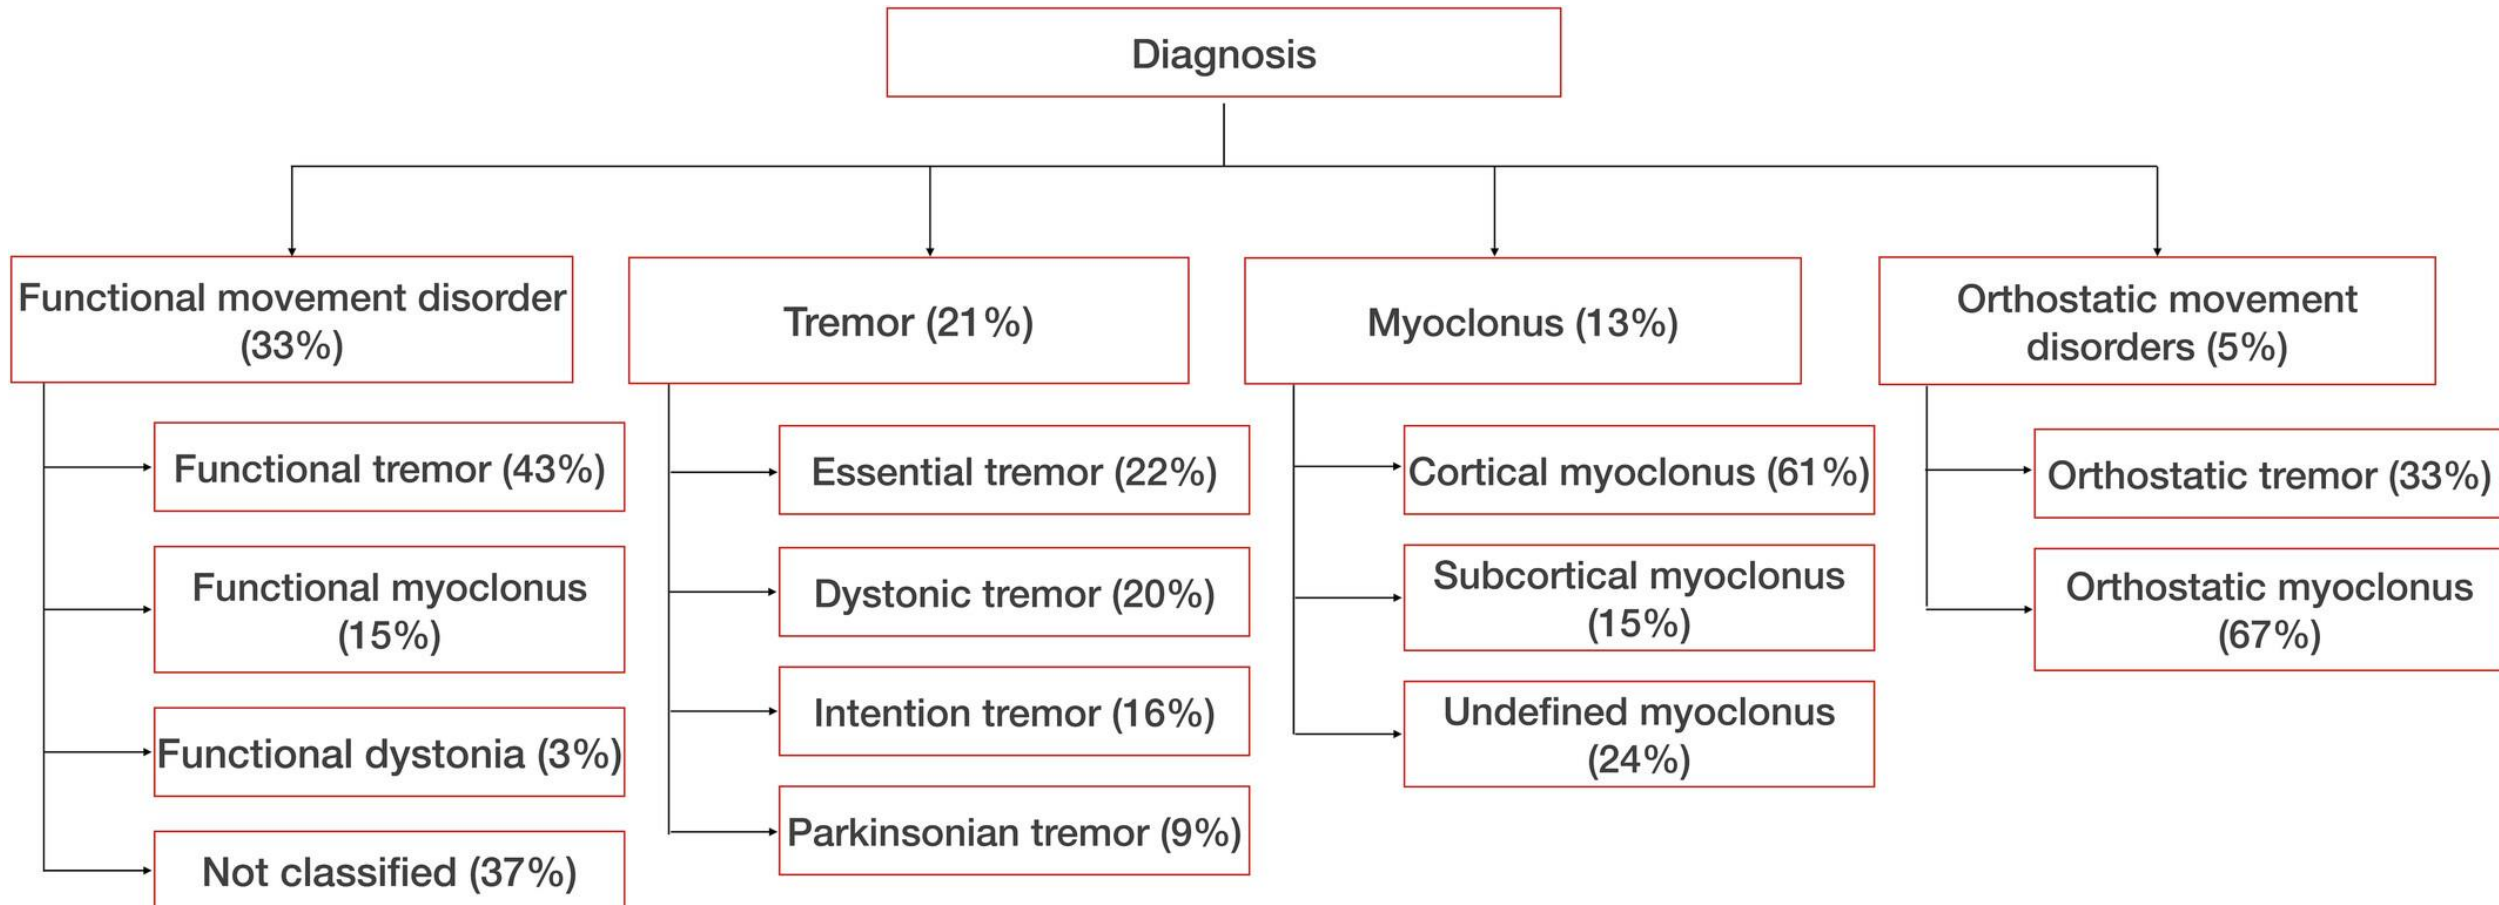 Diagnosis
Functional movement disorder
(33%)
Tremor (21%)
Myoclonus (13%)
Orthostatic movement
disorders (5%)
Functional tremor (43%)
Functional myoclonus
(15%)
Functional dystonia (3%)
Not classified (37%)
Essential tremor (22%)
Dystonic tremor (20%)
Intention tremor (16%)
Parkinsonian tremor (9%)
Cortical myoclonus (61%)
Subcortical myoclonus
(15%)
Undefined myoclonus
(24%)
Orthostatic tremor (33%)
Orthostatic myoclonus
(67%)